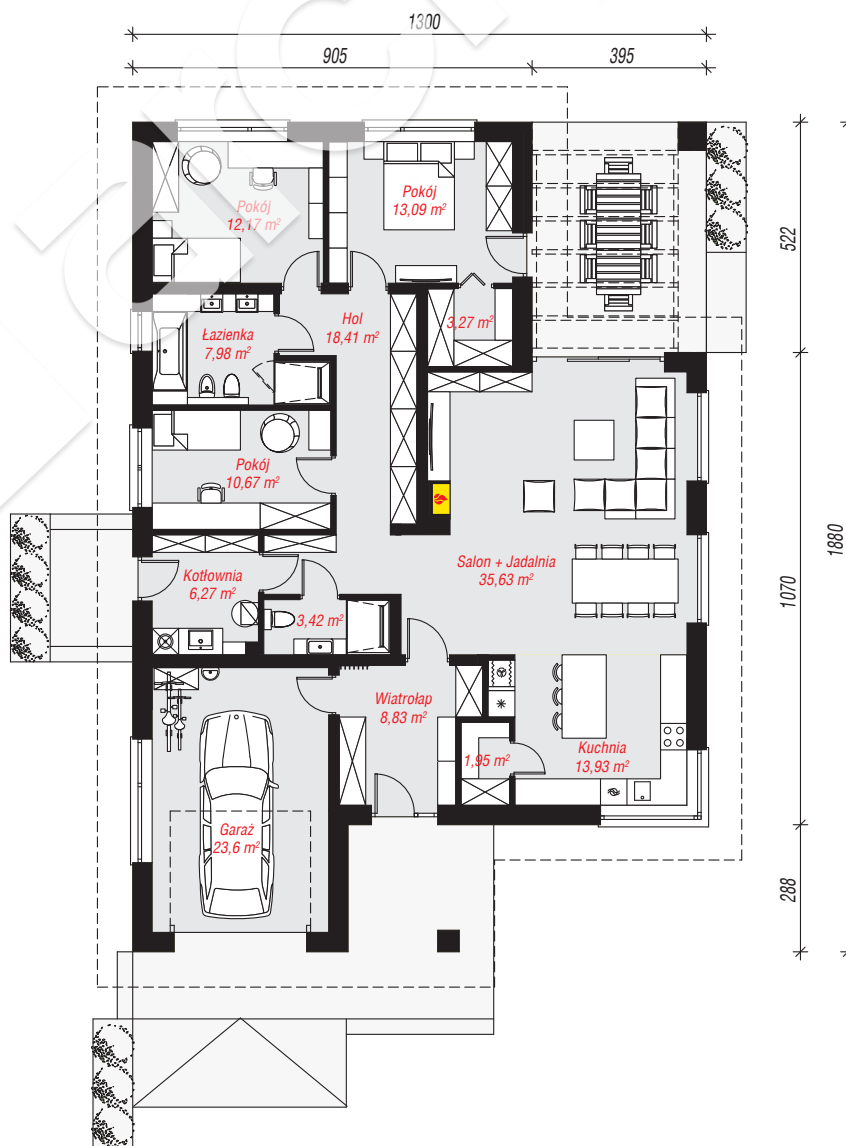 1300
905
395
Pokój
12,17 m²
Pokój
13,09 m²
522
Hol
18,41 m²
3,27 m²
Łazienka
7,98 m²
Pokój
10,67 m²
1880
Salon + Jadalnia
35,63 m²
Kotłownia
6,27 m²
1070
3,42 m²
Wiatrołap
8,83 m²
1,95 m²
Kuchnia
13,93 m²
Garaż
23,6 m²
288